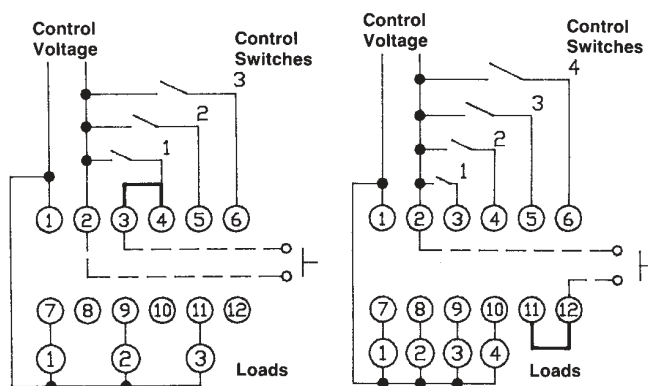 Control
Voltage
Control
Switches
3
2
1
1 2 3 4 5 6
7 8 9 10 11 12
1 2 3
Loads
Control
Voltage
Control
Switches
4
3
2
1
1 2 3 4 5 6
7 8 9 10 11 12
1 2 3 4
Loads